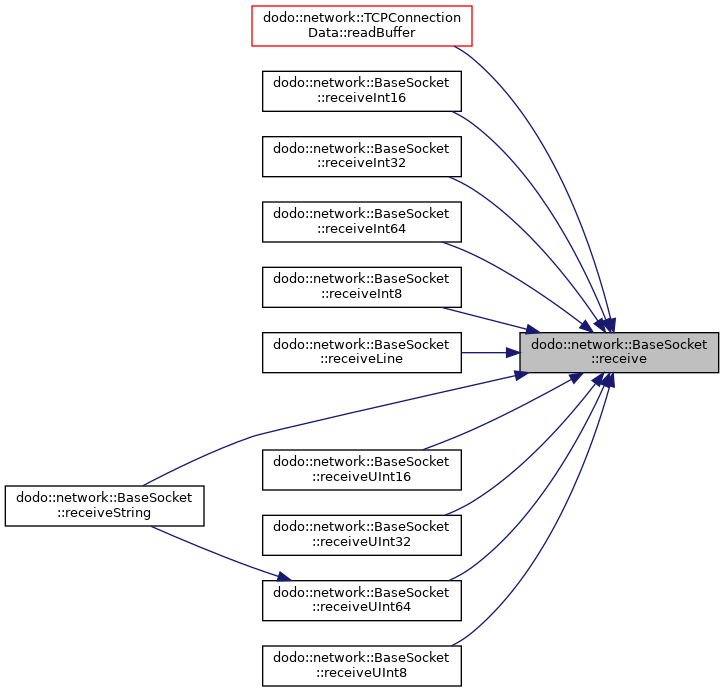 dodo::network::TCPConnection
Data::readBuffer
dodo::network::BaseSocket
::receiveInt16
dodo::network::BaseSocket
::receiveInt32
dodo::network::BaseSocket
::receiveInt64
dodo::network::BaseSocket
::receiveInt8
dodo::network::BaseSocket
::receiveLine
dodo::network::BaseSocket
::receive
dodo::network::BaseSocket
::receiveUInt16
dodo::network::BaseSocket
::receiveString
dodo::network::BaseSocket
::receiveUInt32
dodo::network::BaseSocket
::receiveUInt64
dodo::network::BaseSocket
::receiveUInt8